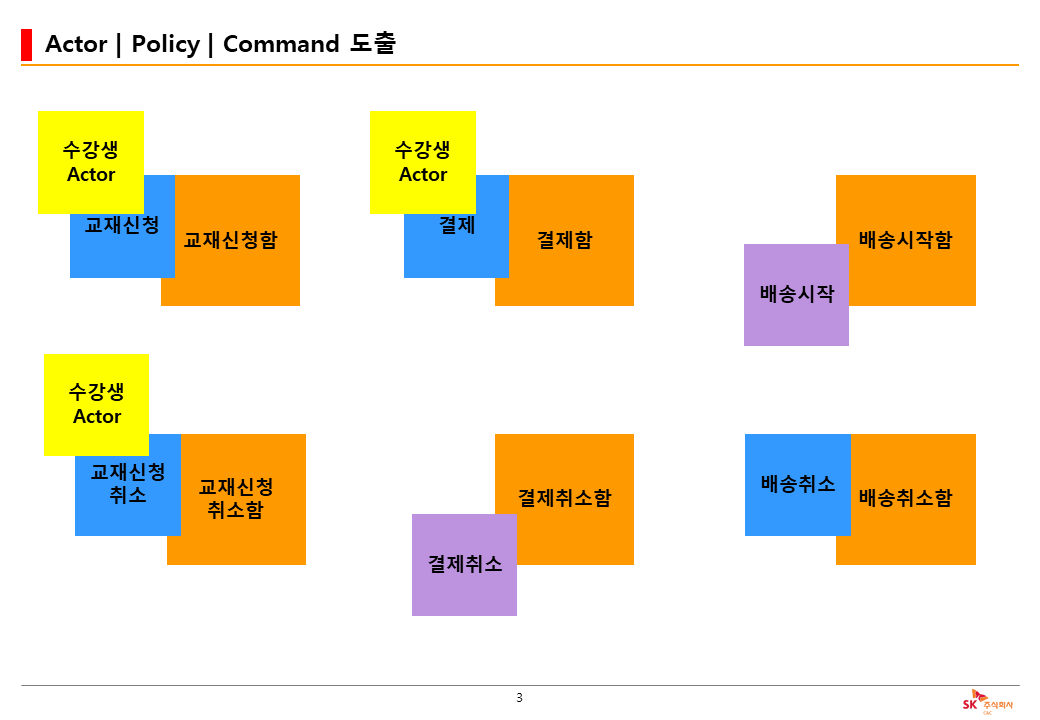 Actor | Policy | Command 도출
수강생
Actor
교재신청
교재신청함
수강생
Actor
결제
결제함
배송시작함
배송시작
수강생
Actor
교재신청
취소
교재신청
취소함
결제취소함
결제취소
배송취소
배송취소함
3
SK 주식회사
C&C